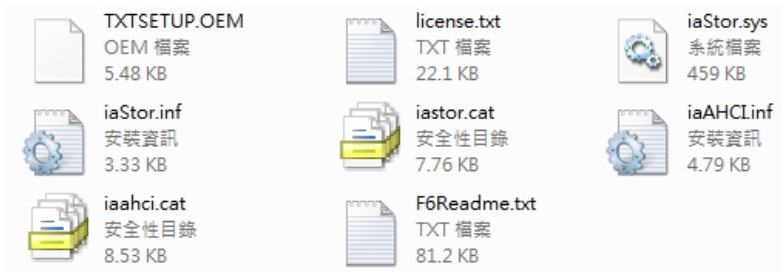 TXTSETUP.OEM
OEM 檔案
5.48 KB
license.txt
TXT 檔案
22.1 KB
iaStor.sys
系統檔案
459 KB
iaStor.inf
安裝資訊
3.33 KB
iastor.cat
安全性目錄
7.76 KB
iaAHCI.inf
安裝資訊
4.79 KB
iaahci.cat
安全性目錄
8.53 KB
F6Readme.txt
TXT 檔案
81.2 KB